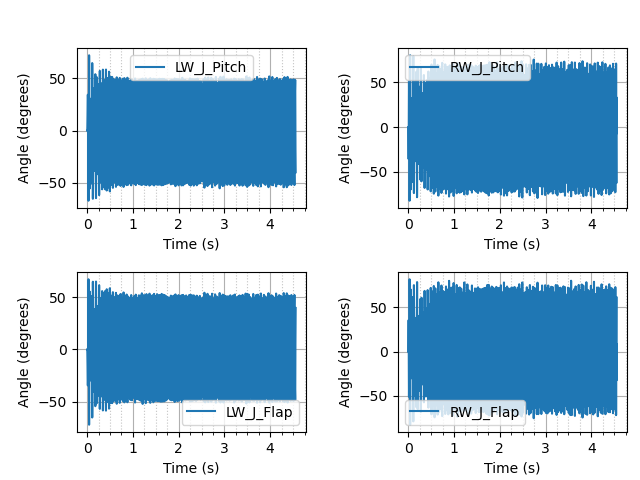 LW_J_Pitch
50
0
−50
Angle (degrees)
0 1 2 3 4
Time (s)
RW_J_Pitch
50
0
−50
Angle (degrees)
0 1 2 3 4
Time (s)
50
0
−50
Angle (degrees)
LW_J_Flap
0 1 2 3 4
Time (s)
50
0
−50
Angle (degrees)
RW_J_Flap
0 1 2 3 4
Time (s)